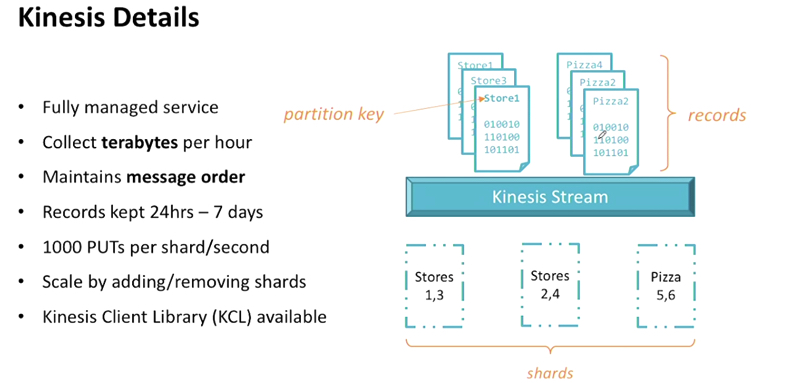 Kinesis Details
• Fully managed service
• Collect terabytes per hour
• Maintains message order
• Records kept 24hrs – 7 days
• 1000 PUTs per shard/second
• Scale by adding/removing shards
• Kinesis Client Library (KCL) available
partition key
Store1
Store3
Store1
010010
110100
101101
Pizza4
Pizza2
Pizza2
010010
110100
101101
records
Kinesis Stream
Stores
1,3
Stores
2,4
Pizza
5,6
shards